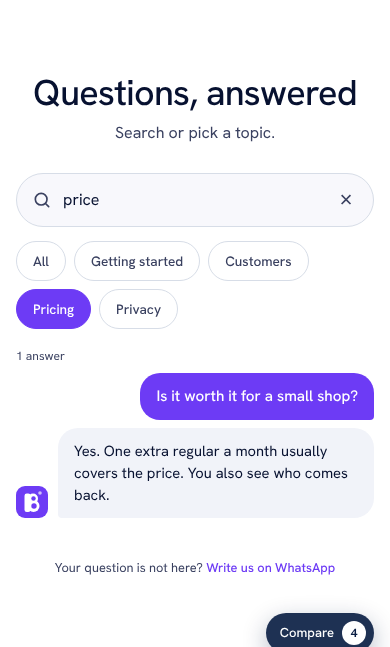 Questions, answered
Search or pick a topic.
price
All
Getting started
Customers
Pricing
Privacy
1 answer
Is it worth it for a small shop?
Yes. One extra regular a month usually
covers the price. You also see who comes
back.
Your question is not here? Write us on WhatsApp
Compare 4